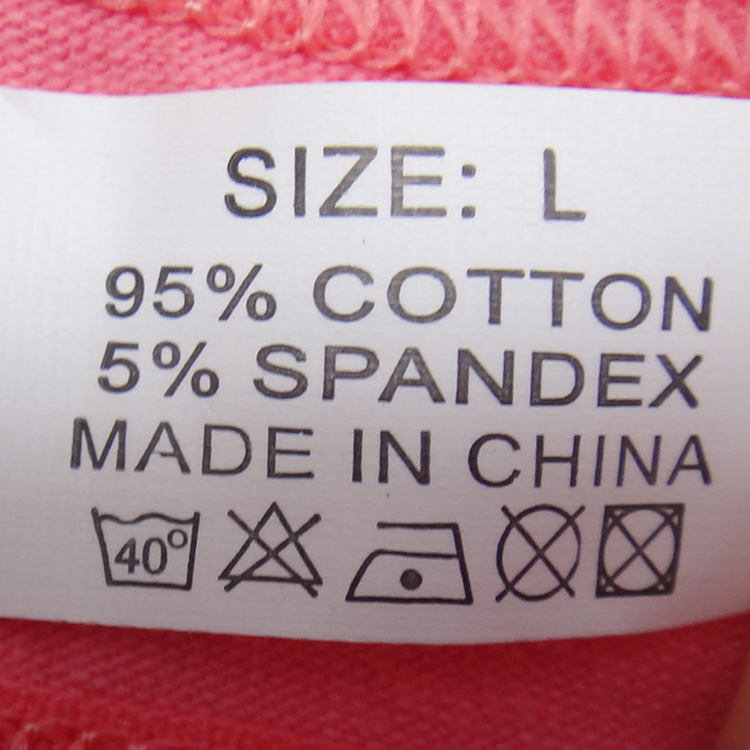 SIZE: L
95% COTTON
5% SPANDEX
MADE IN CHINA
40°